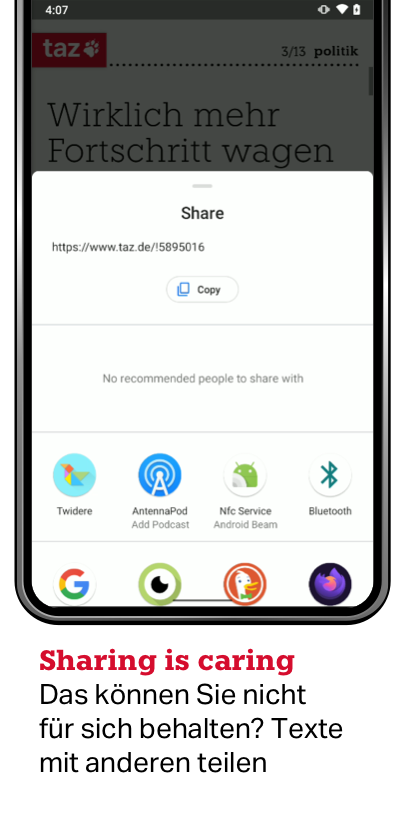 4:07
taz
3/13 politik
Wirklich mehr
Fortschritt wagen
Share
https://www.taz.de/!5895016
Copy
No recommended people to share with
Twidere
AntennaPod
Add Podcast
Nfc Service
Android Beam
Bluetooth
Sharing is caring
Das können Sie nicht
für sich behalten? Texte
mit anderen teilen